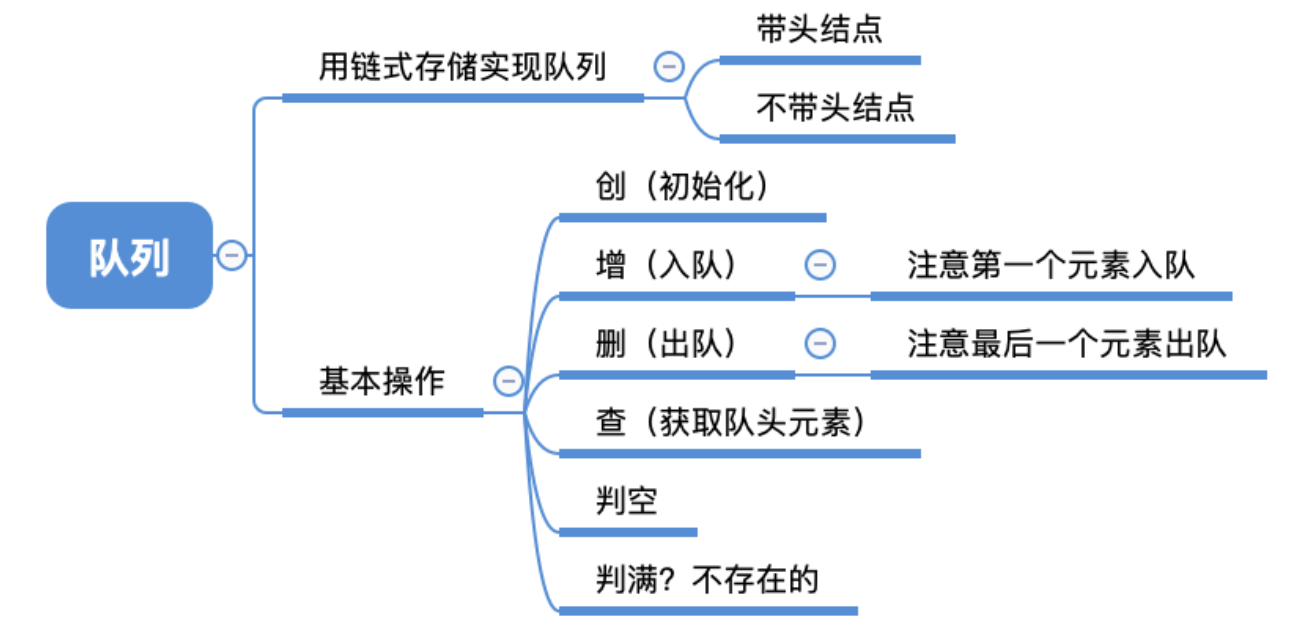 队列
用链式存储实现队列
带头结点
不带头结点
基本操作
创（初始化）
增（入队）
注意第一个元素入队
删（出队）
注意最后一个元素出队
查（获取队头元素）
判空
判满？不存在的